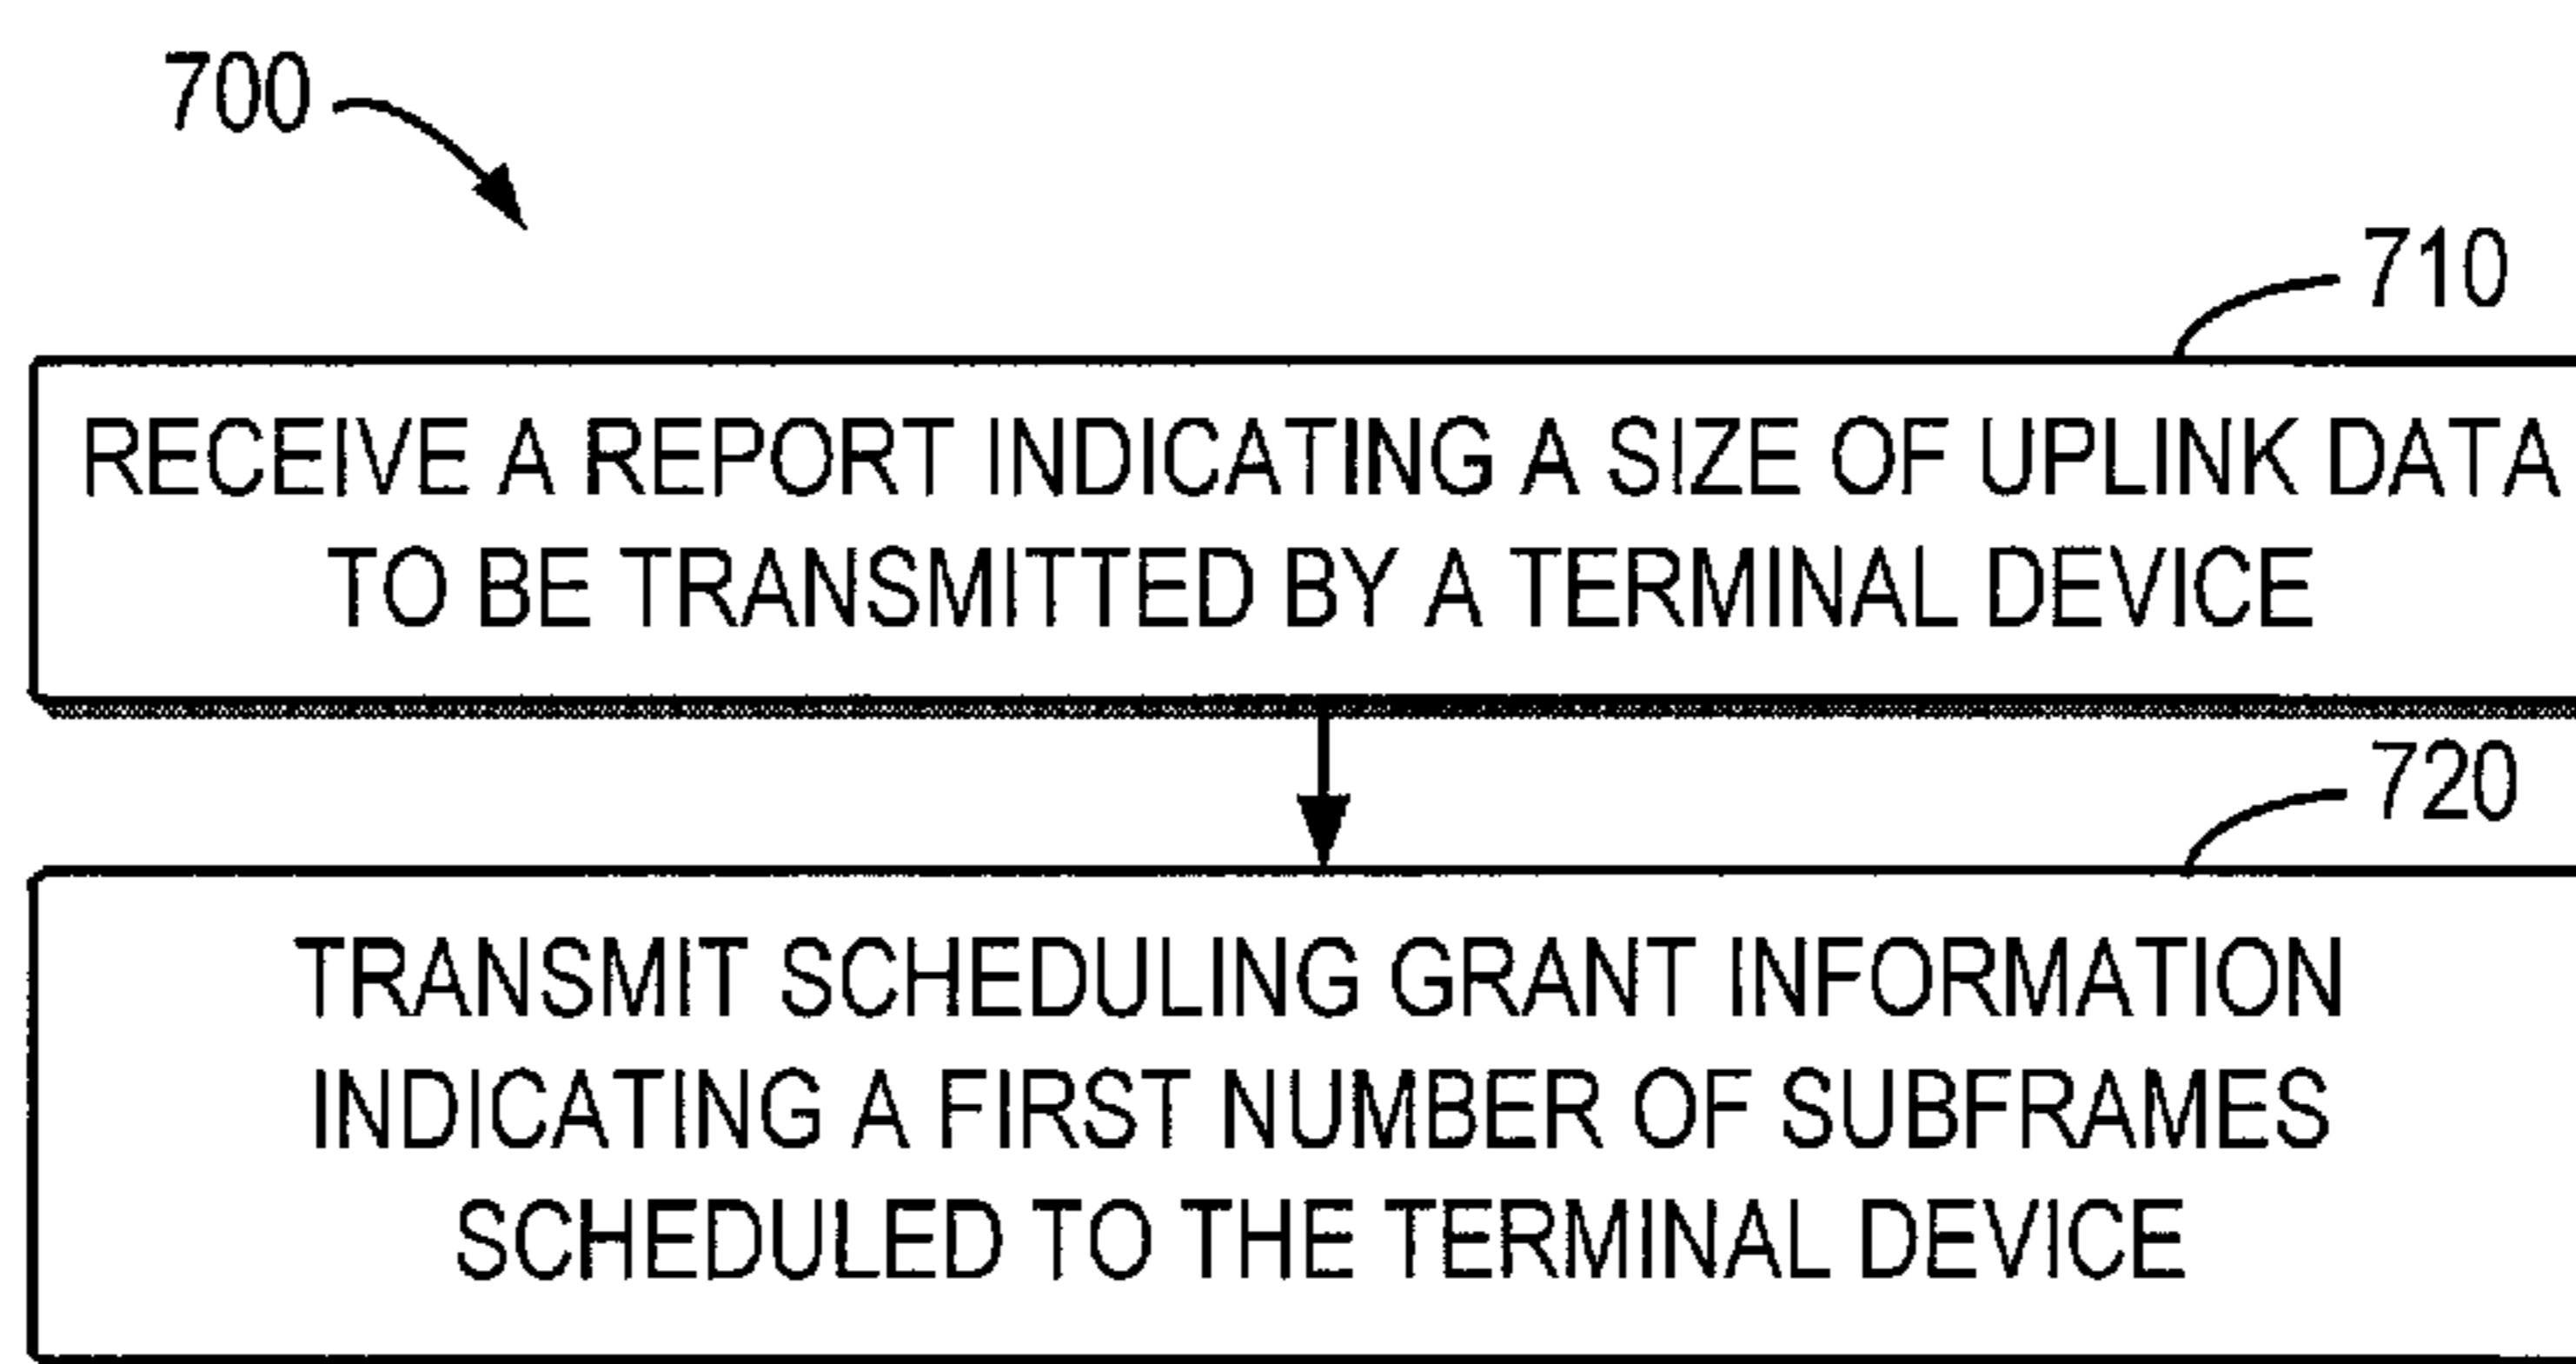 700
710
RECEIVE A REPORT INDICATING A SIZE OF UPLINK DATA
TO BE TRANSMITTED BY A TERMINAL DEVICE
720
TRANSMIT SCHEDULING GRANT INFORMATION
INDICATING A FIRST NUMBER OF SUBFRAMES
SCHEDULED TO THE TERMINAL DEVICE